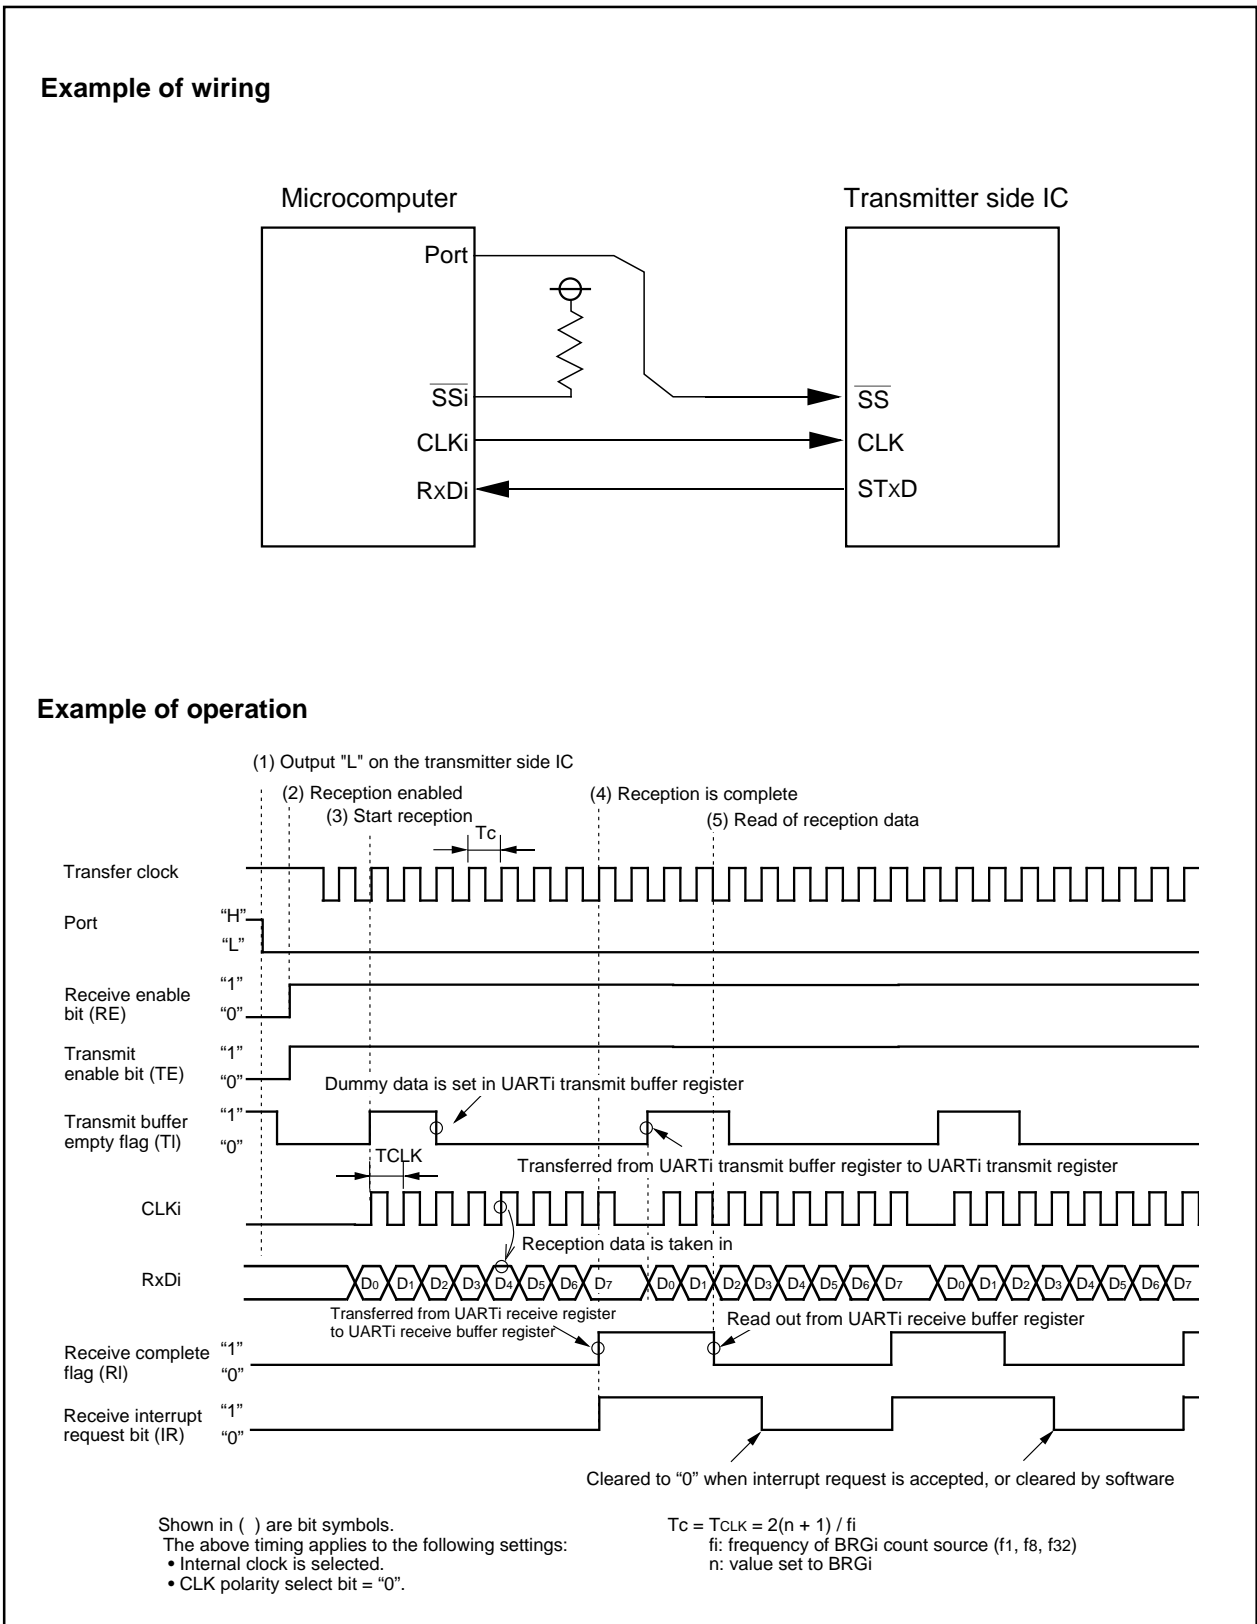 Example of wiring
Microcomputer
Transmitter side IC
Port
SSi
SS
CLKi
CLK
RxDi
STxD
Example of operation
(1) Output "L" on the transmitter side IC
(2) Reception enabled
(4) Reception is complete
(3) Start reception
(5) Read of reception data
Tc
Transfer clock
Port
“H”
“L”
Receive enable
bit (RE)
“1”
“0”
Transmit
enable bit (TE)
“1”
“0”
Dummy data is set in UARTi transmit buffer register
Transmit buffer
empty flag (Tl)
“1”
“0”
TCLK
Transferred from UARTi transmit buffer register to UARTi transmit register
CLKi
Reception data is taken in
RxDi
D0 D1 D2 D3 D4 D5 D6 D7 D0 D1 D2 D3 D4 D5 D6 D7 D0 D1 D2 D3 D4 D5 D6 D7
Transferred from UARTi receive register
to UARTi receive buffer register
Read out from UARTi receive buffer register
Receive complete
flag (Rl)
“1”
“0”
Receive interrupt
request bit (IR)
“1”
“0”
Cleared to “0” when interrupt request is accepted, or cleared by software
Shown in ( ) are bit symbols.
The above timing applies to the following settings:
• Internal clock is selected.
• CLK polarity select bit = “0”.
Tc = TCLK = 2(n + 1) / fi
fi: frequency of BRGi count source (f1, f8, f32)
n: value set to BRGi